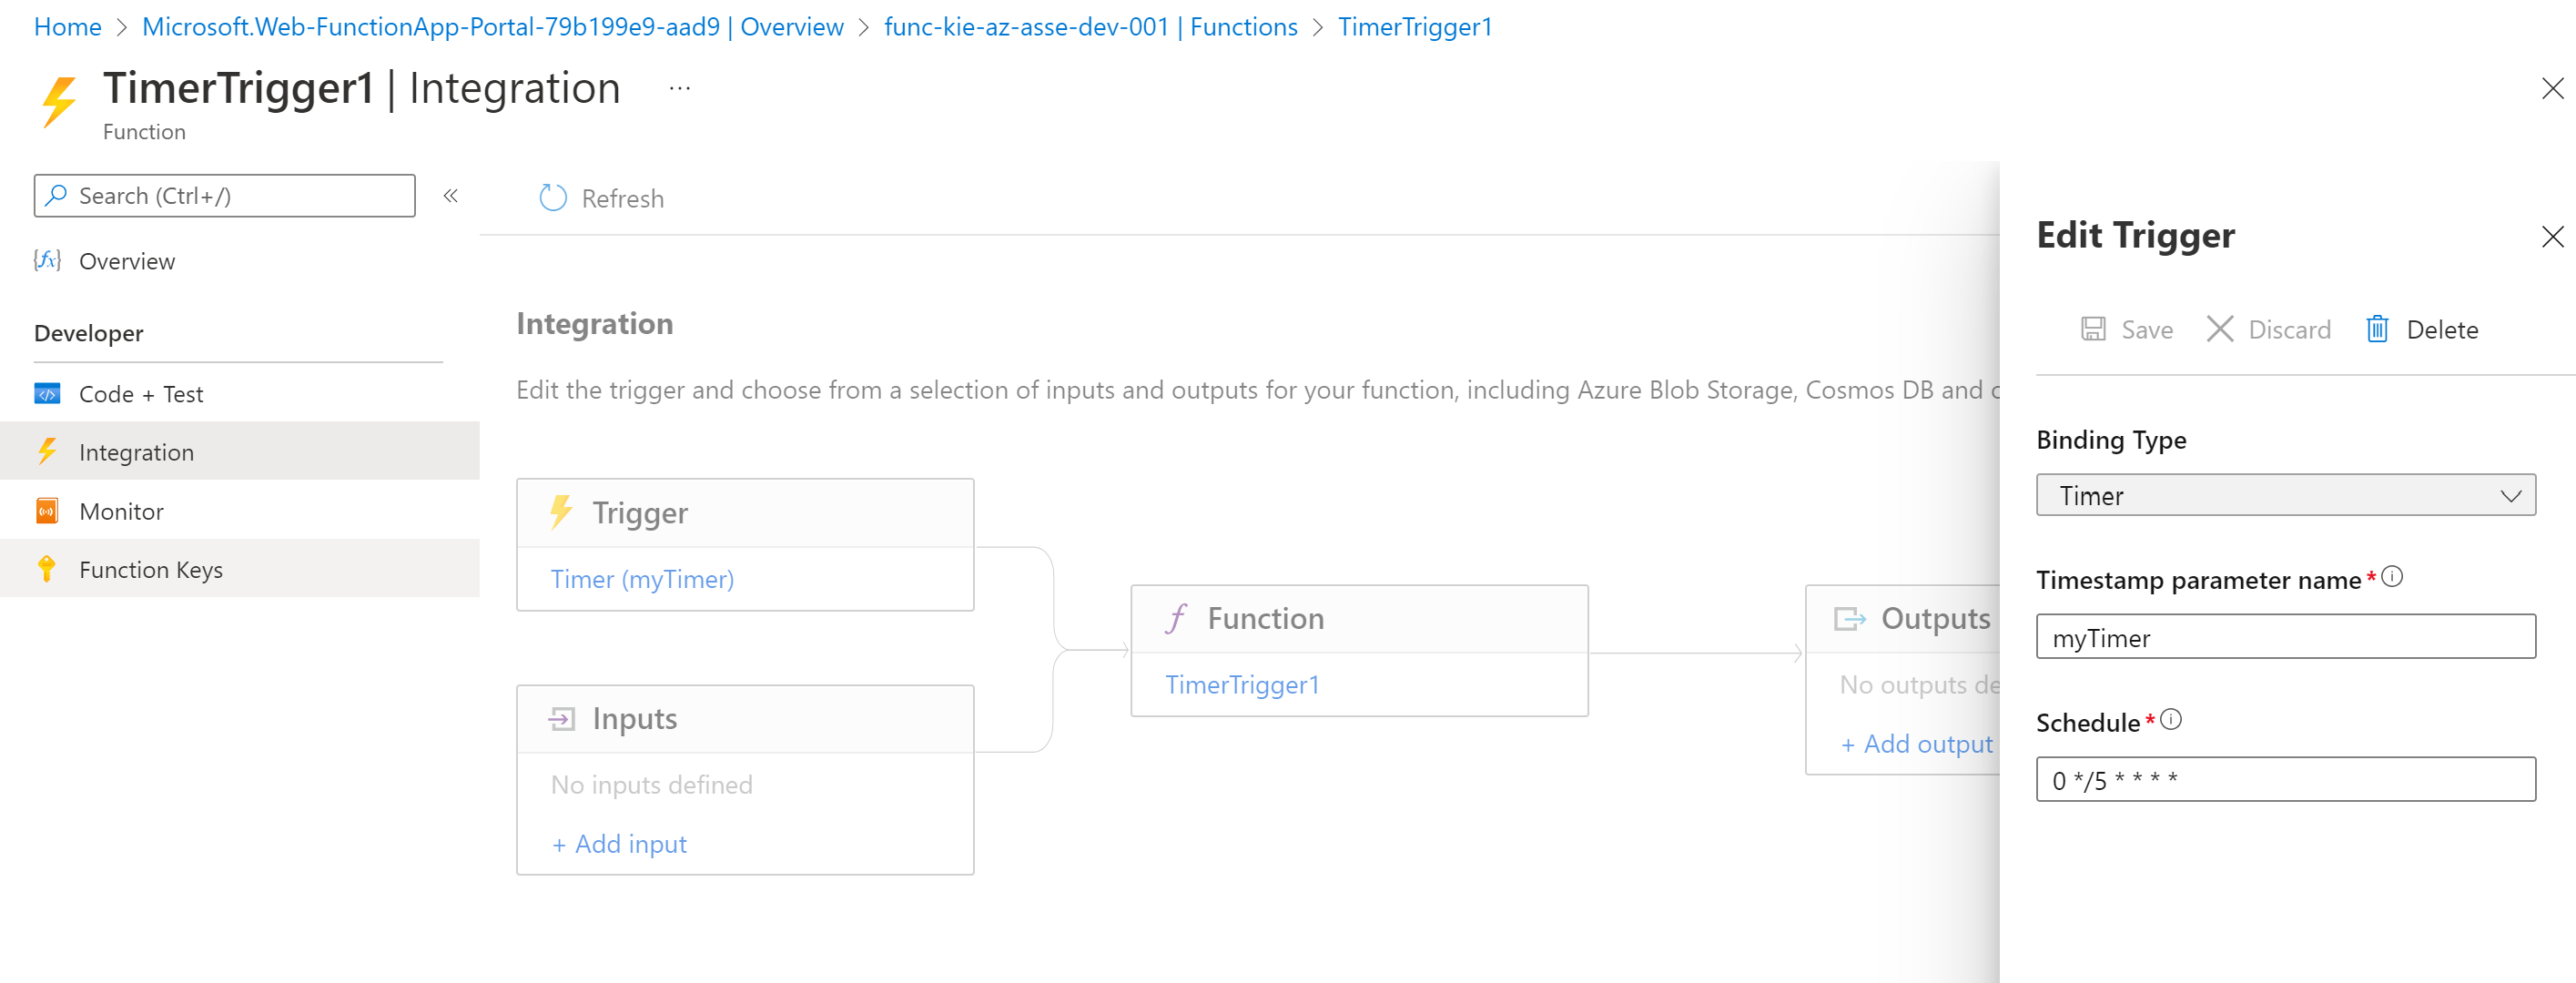 Home > Microsoft.Web-FunctionApp-Portal-79b199e9-aad9 | Overview > func-kie-az-asse-dev-001 | Functions > TimerTrigger1
TimerTrigger1 | Integration ...
Function
Search (Ctrl+/)
«
Overview
Developer
Code + Test
Integration
Monitor
Function Keys
Refresh
Integration
Edit the trigger and choose from a selection of inputs and outputs for your function, including Azure Blob Storage, Cosmos DB and
Trigger
Timer (myTimer)
Inputs
No inputs defined
+ Add input
Function
TimerTrigger1
Outputs
No outputs de
+ Add output
Edit Trigger
Save Discard Delete
Binding Type
Timer
Timestamp parameter name *
myTimer
Schedule *
0 */5 * * * *